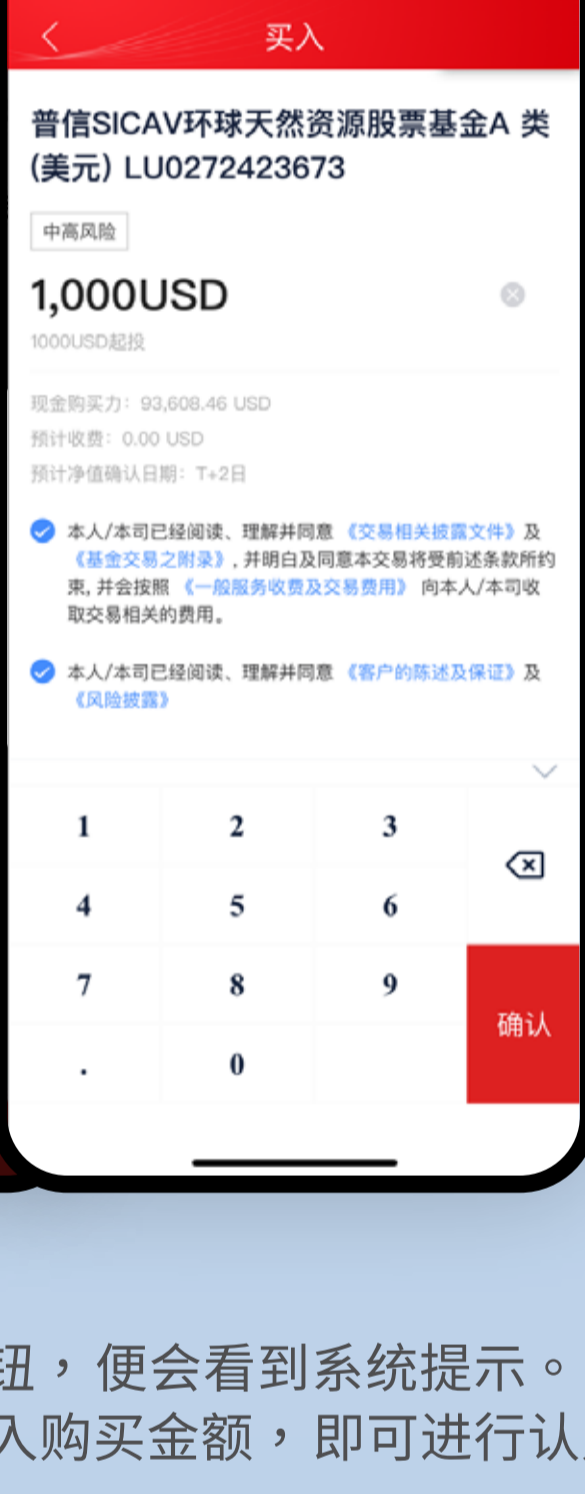 买入
普信SICAV环球天然资源股票基金A 类
(美元) LU0272423673
中高风险
1,000USD
1000USD起投
现金购买力：93,608.46 USD
预计收费：0.00 USD
预计净值确认日期：T+2日
本人/本司已经阅读、理解并同意 《交易相关披露文件》及
《基金交易之附录》, 并明白及同意本交易将受前述条款所约
束, 并会按照 《一般服务收费及交易费用》 向本人/本司收
取交易相关的费用。
本人/本司已经阅读、理解并同意 《客户的陈述及保证》及
《风险披露》
1 2 3
4 5 6
7 8 9
确认
. 0
钮，便会看到系统提示。
入购买金额，即可进行认